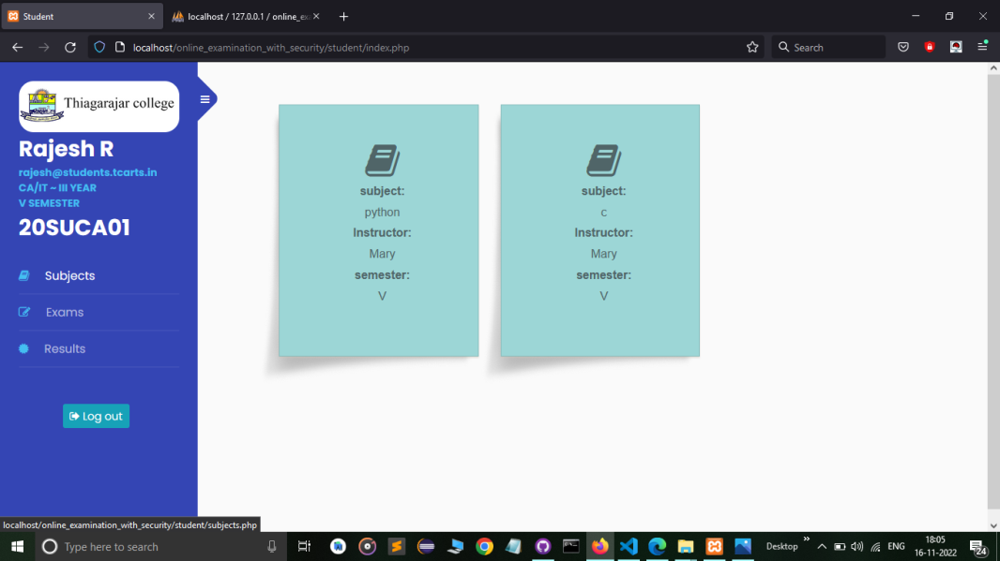 Student
localhost / 127.0.0.1 / online_ex
localhost/online_examination_with_security/student/index.php
Search
Thiagarajar college
Rajesh R
rajesh@students.tcarts.in
CA/IT – III YEAR
V SEMESTER
20SUCA01
Subjects
Exams
Results
Log out
subject:
python
Instructor:
Mary
semester:
V
subject:
c
Instructor:
Mary
semester:
V
localhost/online_examination_with_security/student/subjects.php
Type here to search
Desktop
ENG
18:05
16-11-2022
24